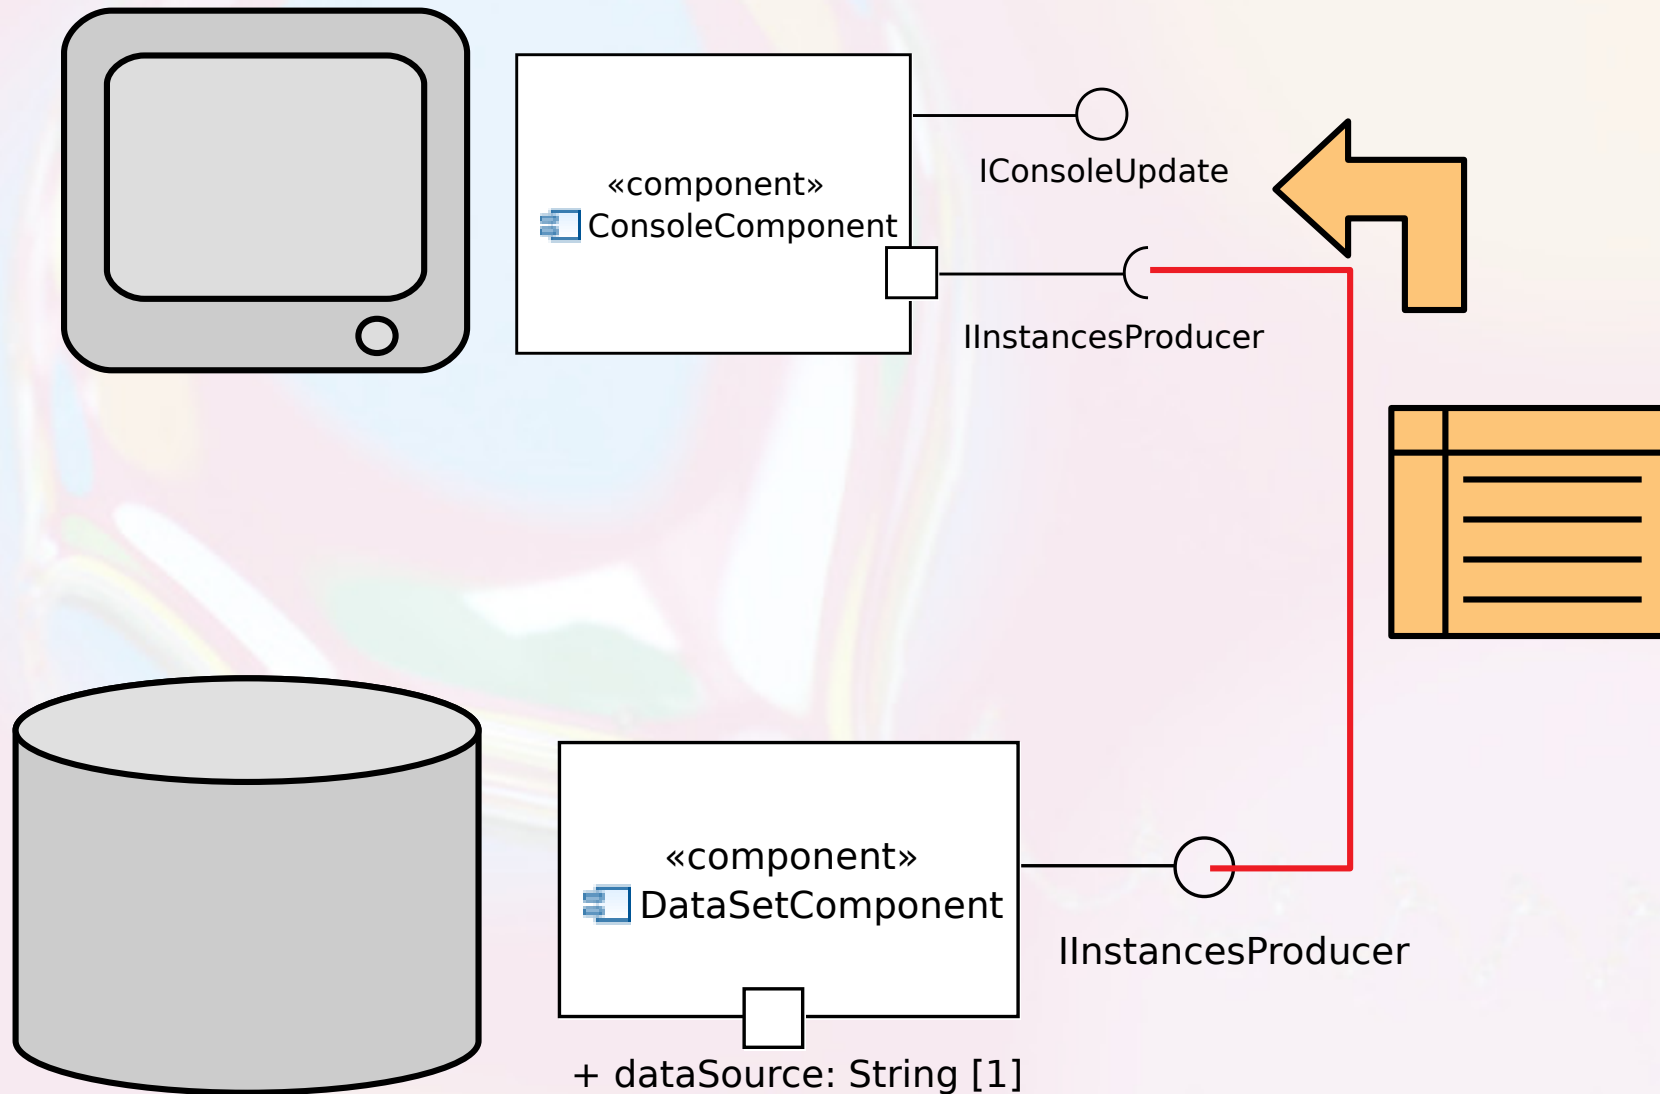 «component»
ConsoleComponent
IConsoleUpdate
IInstancesProducer
«component»
DataSetComponent
IInstancesProducer
+ dataSource: String [1]